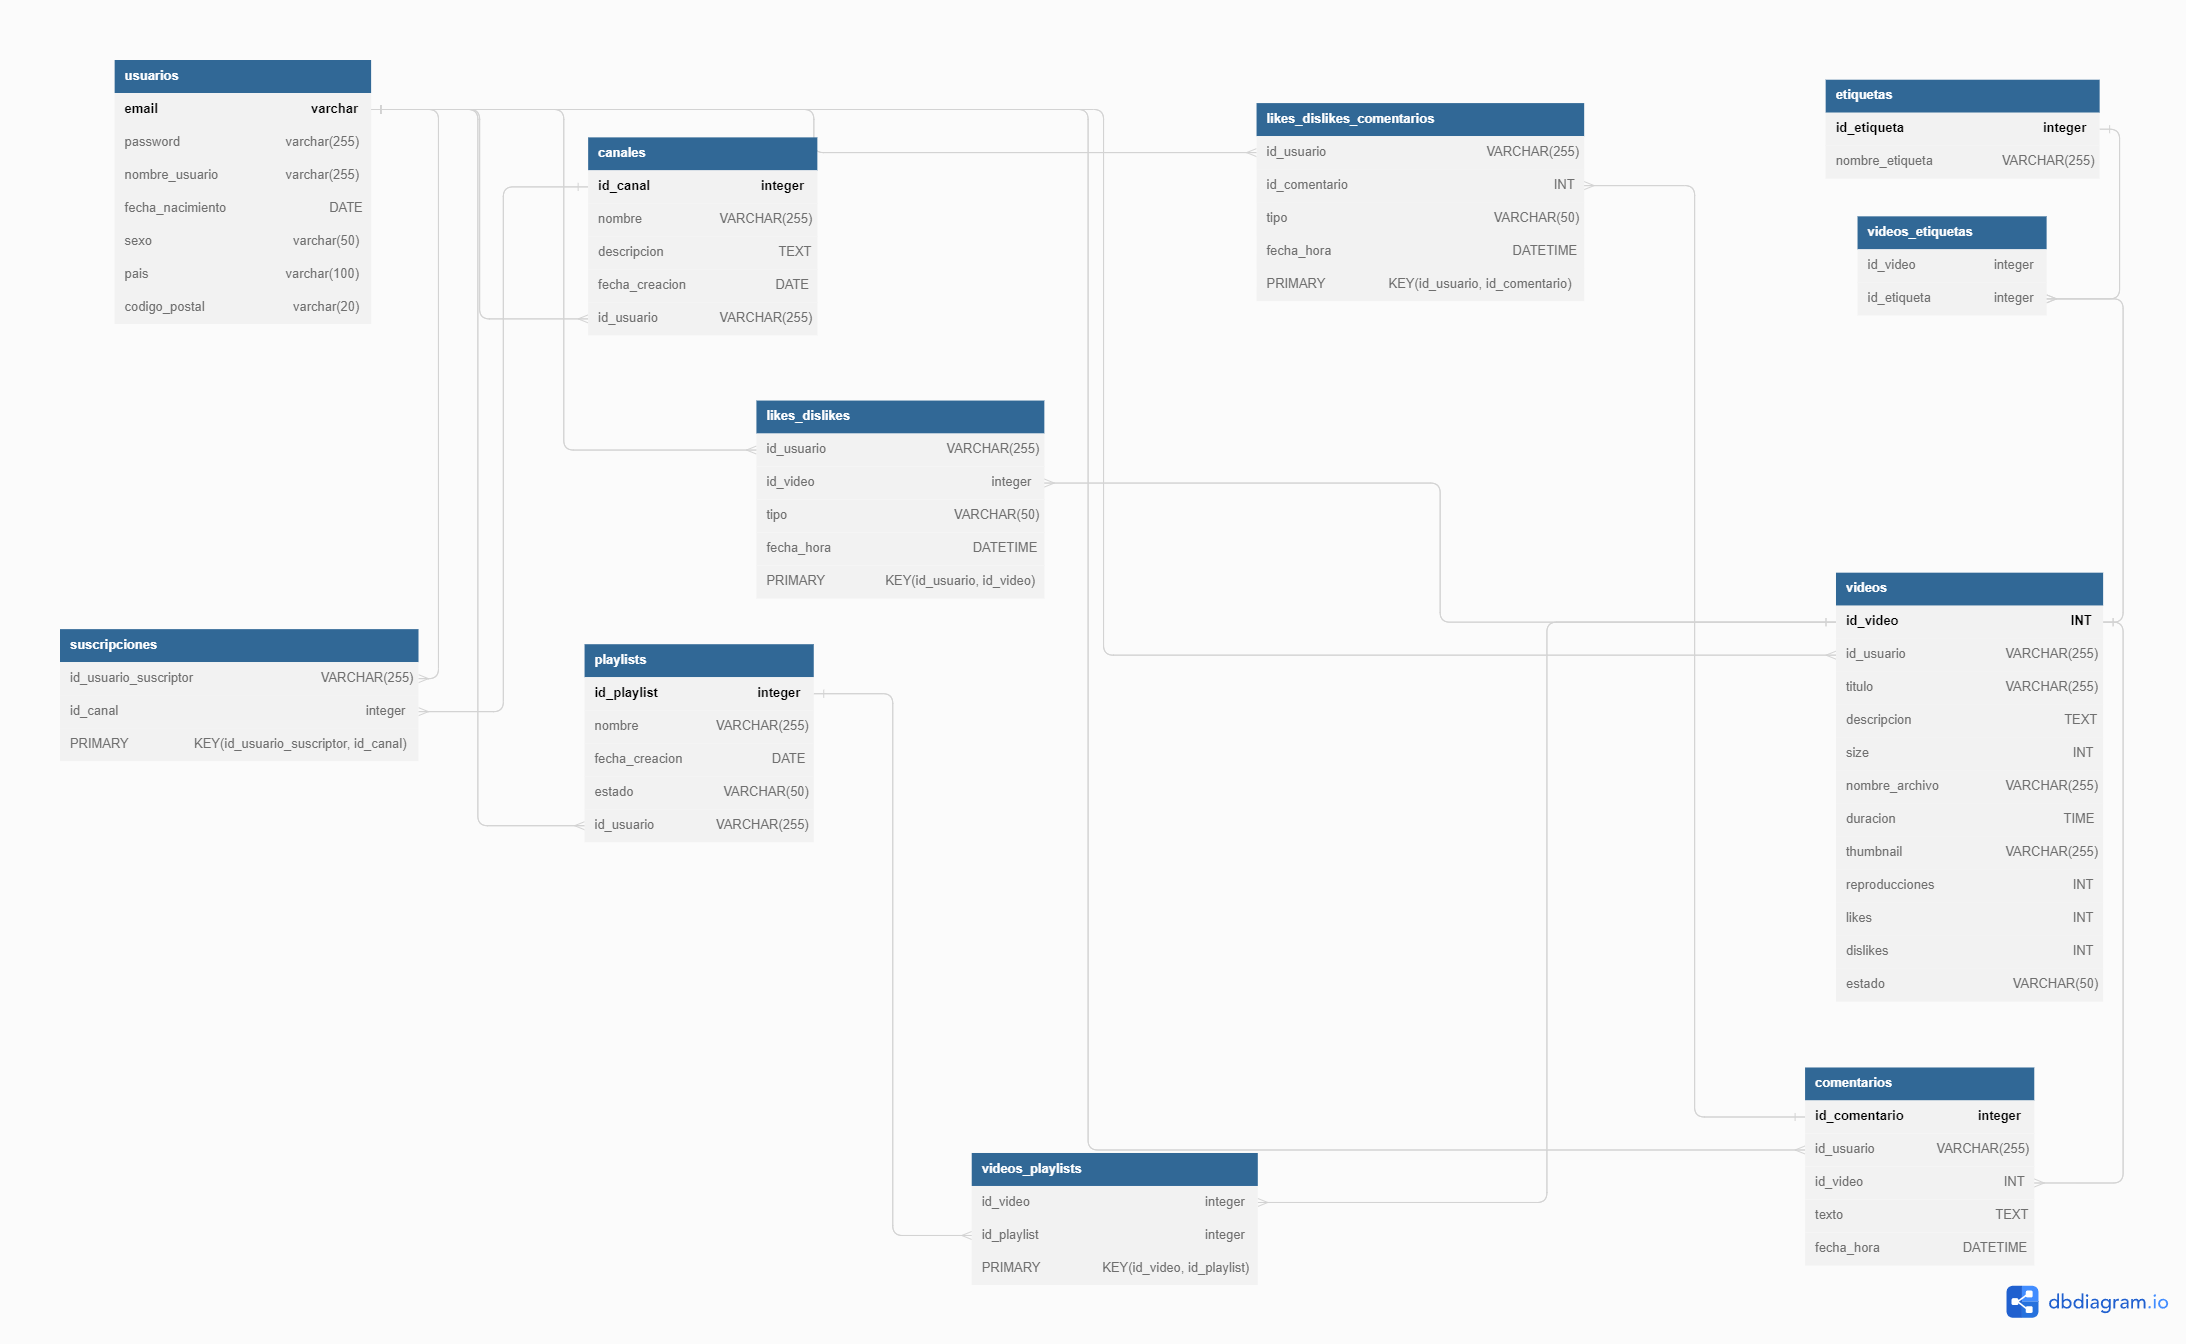 usuarios
email varchar
password varchar(255)
nombre_usuario varchar(255)
fecha_nacimiento DATE
sexo varchar(50)
pais varchar(100)
codigo_postal varchar(20)
canales
id_canal integer
nombre VARCHAR(255)
descripcion TEXT
fecha_creacion DATE
id_usuario VARCHAR(255)
likes_dislikes_comentarios
id_usuario VARCHAR(255)
id_comentario INT
tipo VARCHAR(50)
fecha_hora DATETIME
PRIMARY KEY(id_usuario, id_comentario)
etiquetas
id_etiqueta integer
nombre_etiqueta VARCHAR(255)
videos_etiquetas
id_video integer
id_etiqueta integer
likes_dislikes
id_usuario VARCHAR(255)
id_video integer
tipo VARCHAR(50)
fecha_hora DATETIME
PRIMARY KEY(id_usuario, id_video)
suscripciones
id_usuario_suscriptor VARCHAR(255)
id_canal integer
PRIMARY KEY(id_usuario_suscriptor, id_canal)
playlists
id_playlist integer
nombre VARCHAR(255)
fecha_creacion DATE
estado VARCHAR(50)
id_usuario VARCHAR(255)
videos
id_video INT
id_usuario VARCHAR(255)
titulo VARCHAR(255)
descripcion TEXT
size INT
nombre_archivo VARCHAR(255)
duracion TIME
thumbnail VARCHAR(255)
reproducciones INT
likes INT
dislikes INT
estado VARCHAR(50)
comentarios
id_comentario integer
id_usuario VARCHAR(255)
id_video INT
texto TEXT
fecha_hora DATETIME
videos_playlists
id_video integer
id_playlist integer
PRIMARY KEY(id_video, id_playlist)
dbdiagram.io